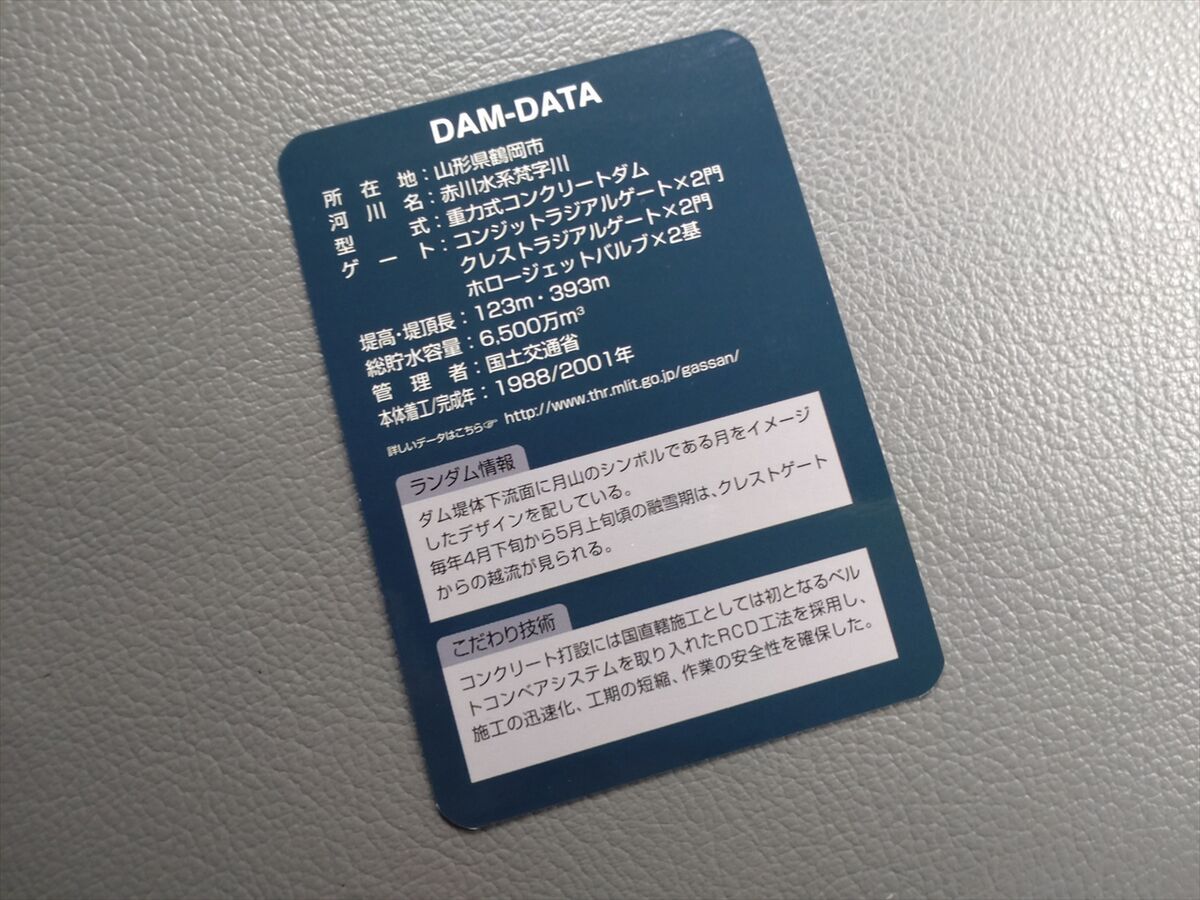 DAM-DATA
所在地：山形県鶴岡市
河川名：赤川水系梵字川
型式：重力式コンクリートダム
ゲート：コンジットラジアルゲート×2門
クレストラジアルゲート×2門
ホロージェットバルブ×2基
堤高・堤頂長：123m・393m
総貯水容量：6,500万m³
管理者：国土交通省
本体着工/完成年：1988/2001年
詳しいデータはこちら☞ http://www.thr.mlit.go.jp/gassan/
ランダム情報
ダム堤体下流面に月山のシンボルである月をイメージ
したデザインを配している。
毎年4月下旬から5月上旬頃の融雪期は、クレストゲート
からの越流が見られる。
こだわり技術
コンクリート打設には国直轄施工としては初となるベル
トコンベアシステムを取り入れたRCD工法を採用し、
施工の迅速化、工期の短縮、作業の安全性を確保した。